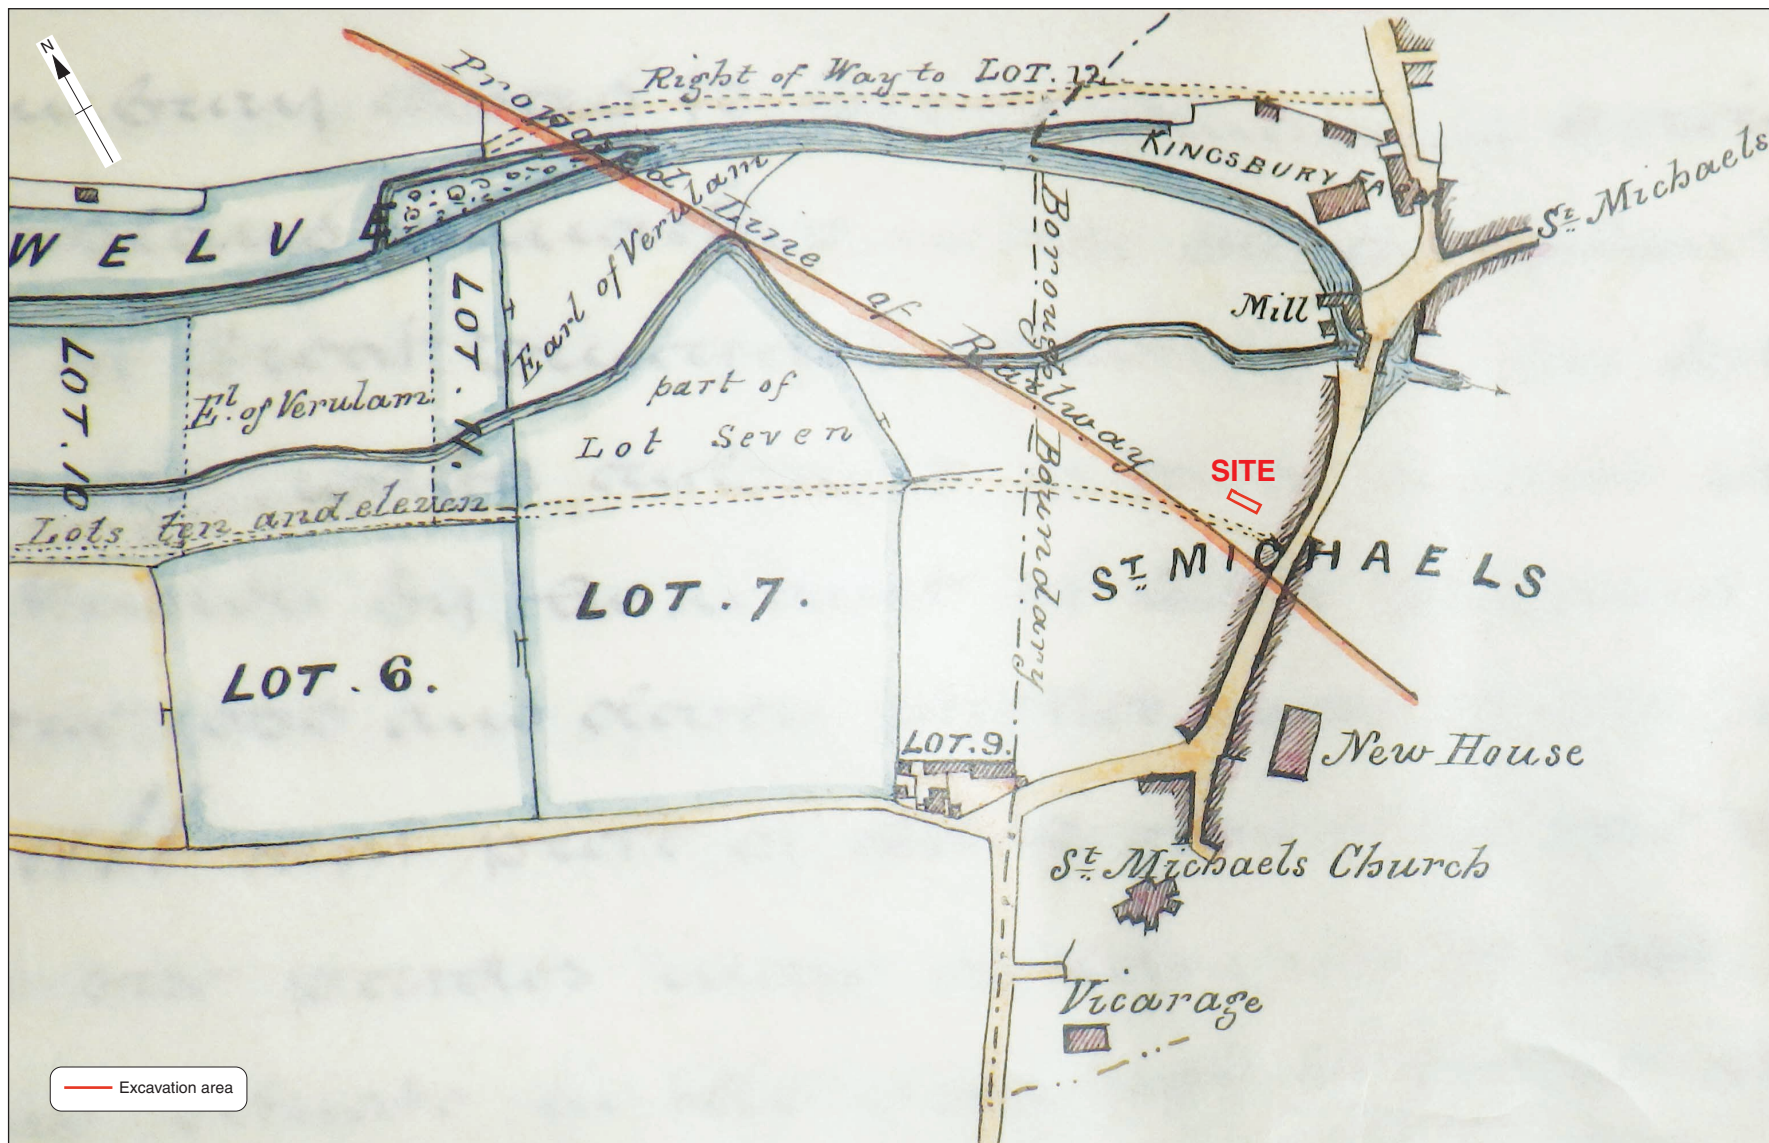 N
Right of Way to LOT. 12
Proposed Line of Railway
KINGSBURY FARM
St. Michaels
WELVE
Earl of Verulam
Borough Boundary
Mill
LOT. 10
LOT. 11.
El. of Verulam
part of
Lot Seven
SITE
Lots ten and eleven
ST. MICHAELS
LOT. 7.
LOT. 6.
LOT. 9.
New House
St. Michaels Church
Vicarage
Excavation area